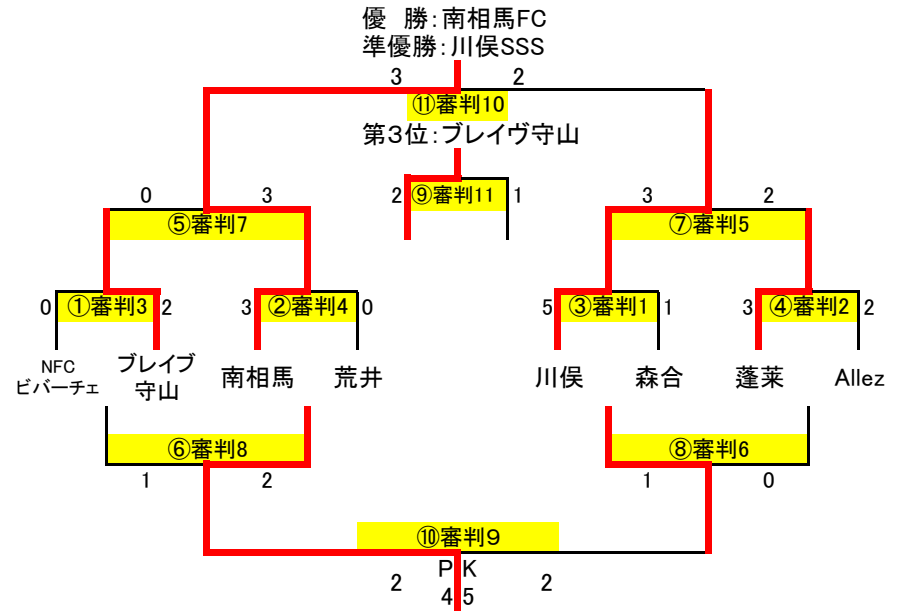 優　勝：南相馬FC
準優勝：川俣SSS
3 2
⑪審判10
第3位：ブレイヴ守山
2 ⑨審判11 1
0 3
⑤審判7
3 2
⑦審判5
0 ①審判3 2
3 ②審判4 0
5 ③審判1 1
3 ④審判2 2
NFC
ビバーチェ
ブレイブ
守山
南相馬
荒井
川俣
森合
蓬莱
Allez
⑥審判8
1 2
⑧審判6
1 0
⑩審判９
PK
2 4 5 2